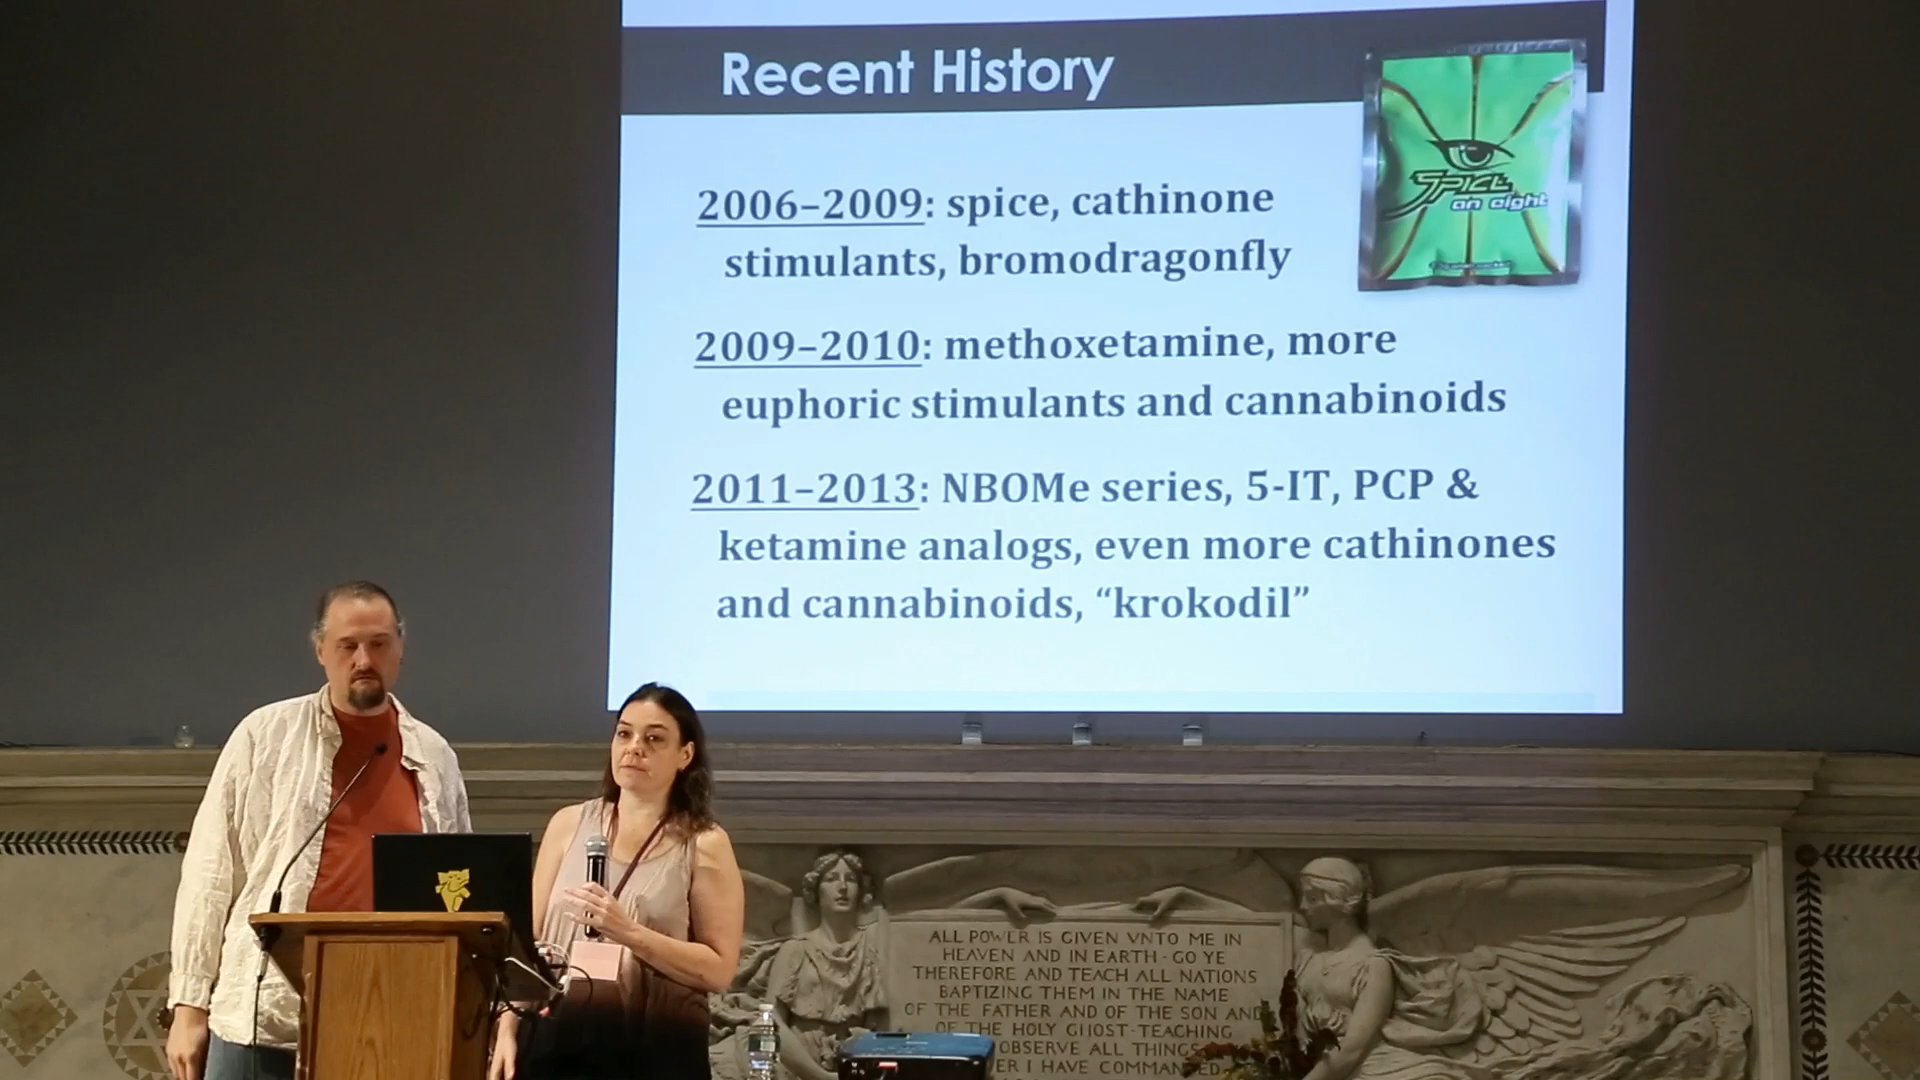 Recent History
SPICE
an eight
2006–2009: spice, cathinone
stimulants, bromodragonfly
2009–2010: methoxetamine, more
euphoric stimulants and cannabinoids
2011–2013: NBOMe series, 5-IT, PCP &
ketamine analogs, even more cathinones
and cannabinoids, “krokodil”
ALL POWER IS GIVEN VNTO ME IN
HEAVEN AND IN EARTH · GO YE
THEREFORE AND TEACH ALL NATIONS
BAPTIZING THEM IN THE NAME
OF THE FATHER AND OF THE SON AND
OF THE HOLY GHOST · TEACHING
OBSERVE ALL THINGS
ER I HAVE COMMANDED